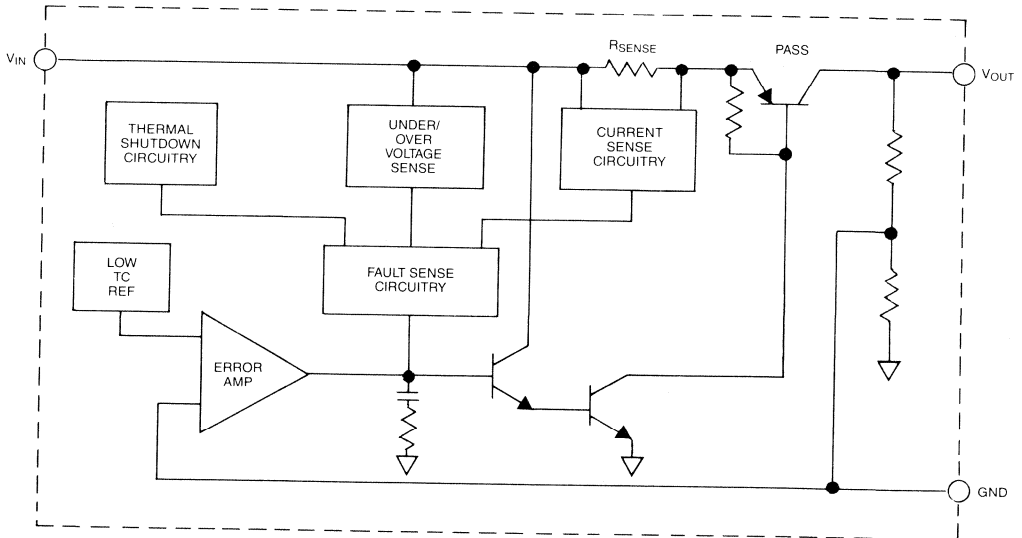 RSENSE
PASS
VIN
VOUT
THERMAL
SHUTDOWN
CIRCUITRY
UNDER/
OVER
VOLTAGE
SENSE
CURRENT
SENSE
CIRCUITRY
LOW
TC
REF
FAULT SENSE
CIRCUITRY
ERROR
AMP
GND